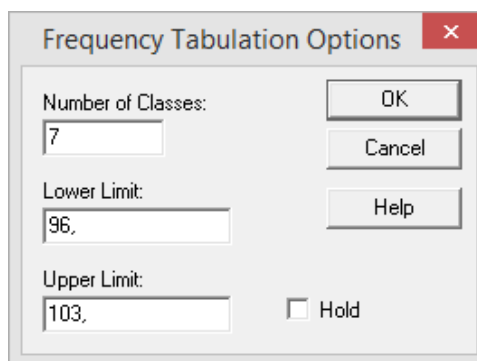 Frequency Tabulation Options
Number of Classes:
7
Lower Limit:
96,
Upper Limit:
103,
OK
Cancel
Help
Hold